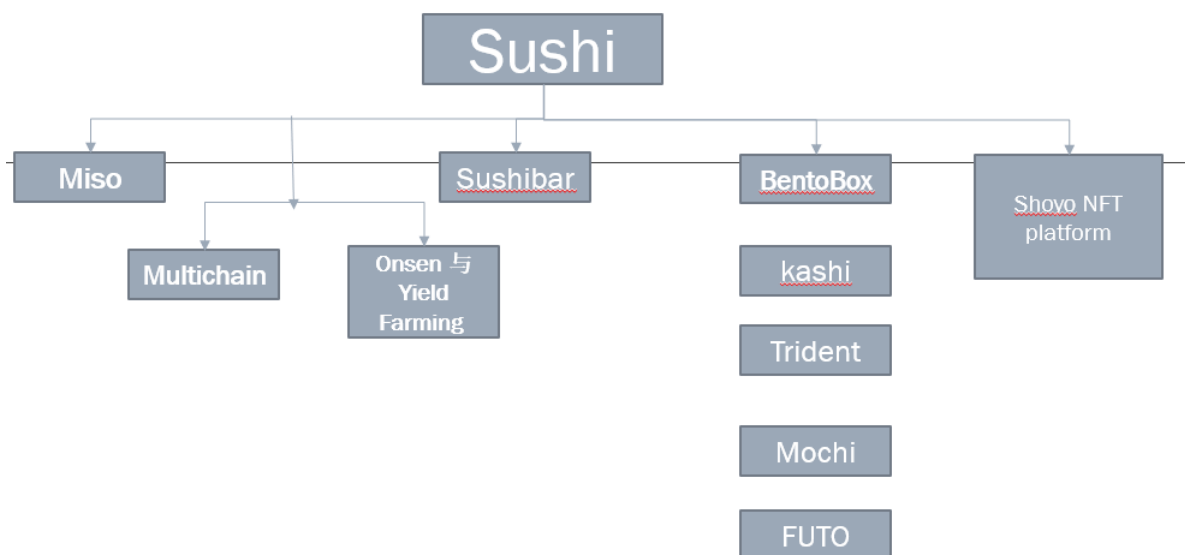 Sushi
Miso
Sushibar
BentoBox
Shoyo NFT
platform
Multichain
Onsen 与
Yield
Farming
kashi
Trident
Mochi
FUTO